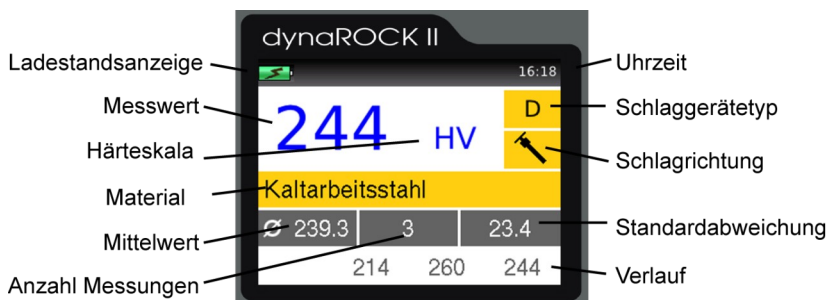 dynaROCK II
Ladestandsanzeige
16:18
Uhrzeit
Messwert
244 HV
D
Schlaggerätetyp
Härteskala
Schlagrichtung
Material
Kaltarbeitsstahl
Mittelwert
Ø 239.3 3 23.4
Standardabweichung
Anzahl Messungen
214 260 244
Verlauf